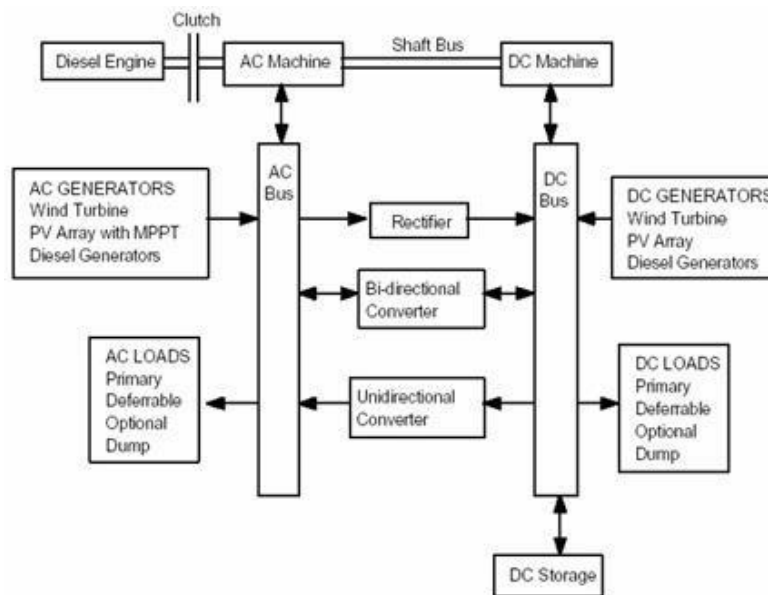 Clutch
Shaft Bus
Diesel Engine
AC Machine
DC Machine
AC
Bus
DC
Bus
AC GENERATORS
Wind Turbine
PV Array with MPPT
Diesel Generators
Rectifier
DC GENERATORS
Wind Turbine
PV Array
Diesel Generators
Bi-directional
Converter
AC LOADS
Primary
Deferrable
Optional
Dump
Unidirectional
Converter
DC LOADS
Primary
Deferrable
Optional
Dump
DC Storage